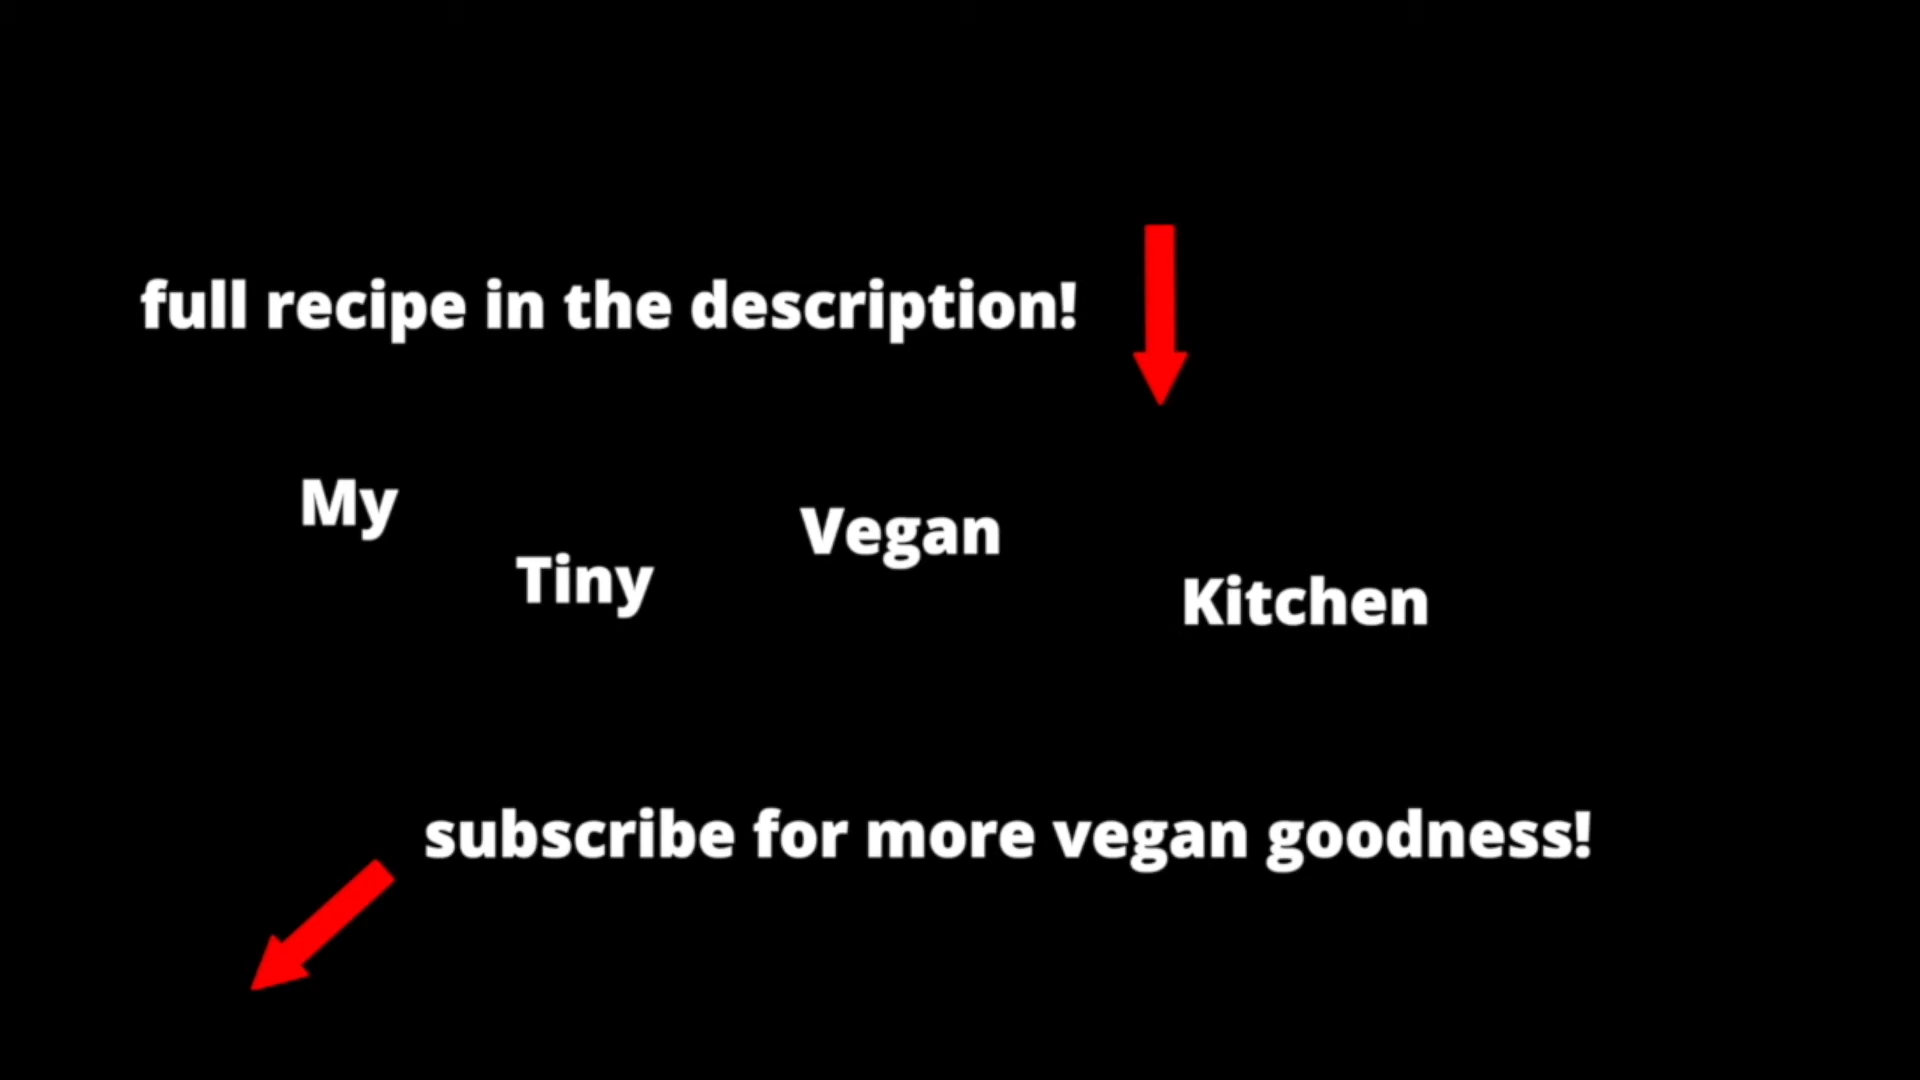 full recipe in the description!
My Tiny Vegan Kitchen
subscribe for more vegan goodness!